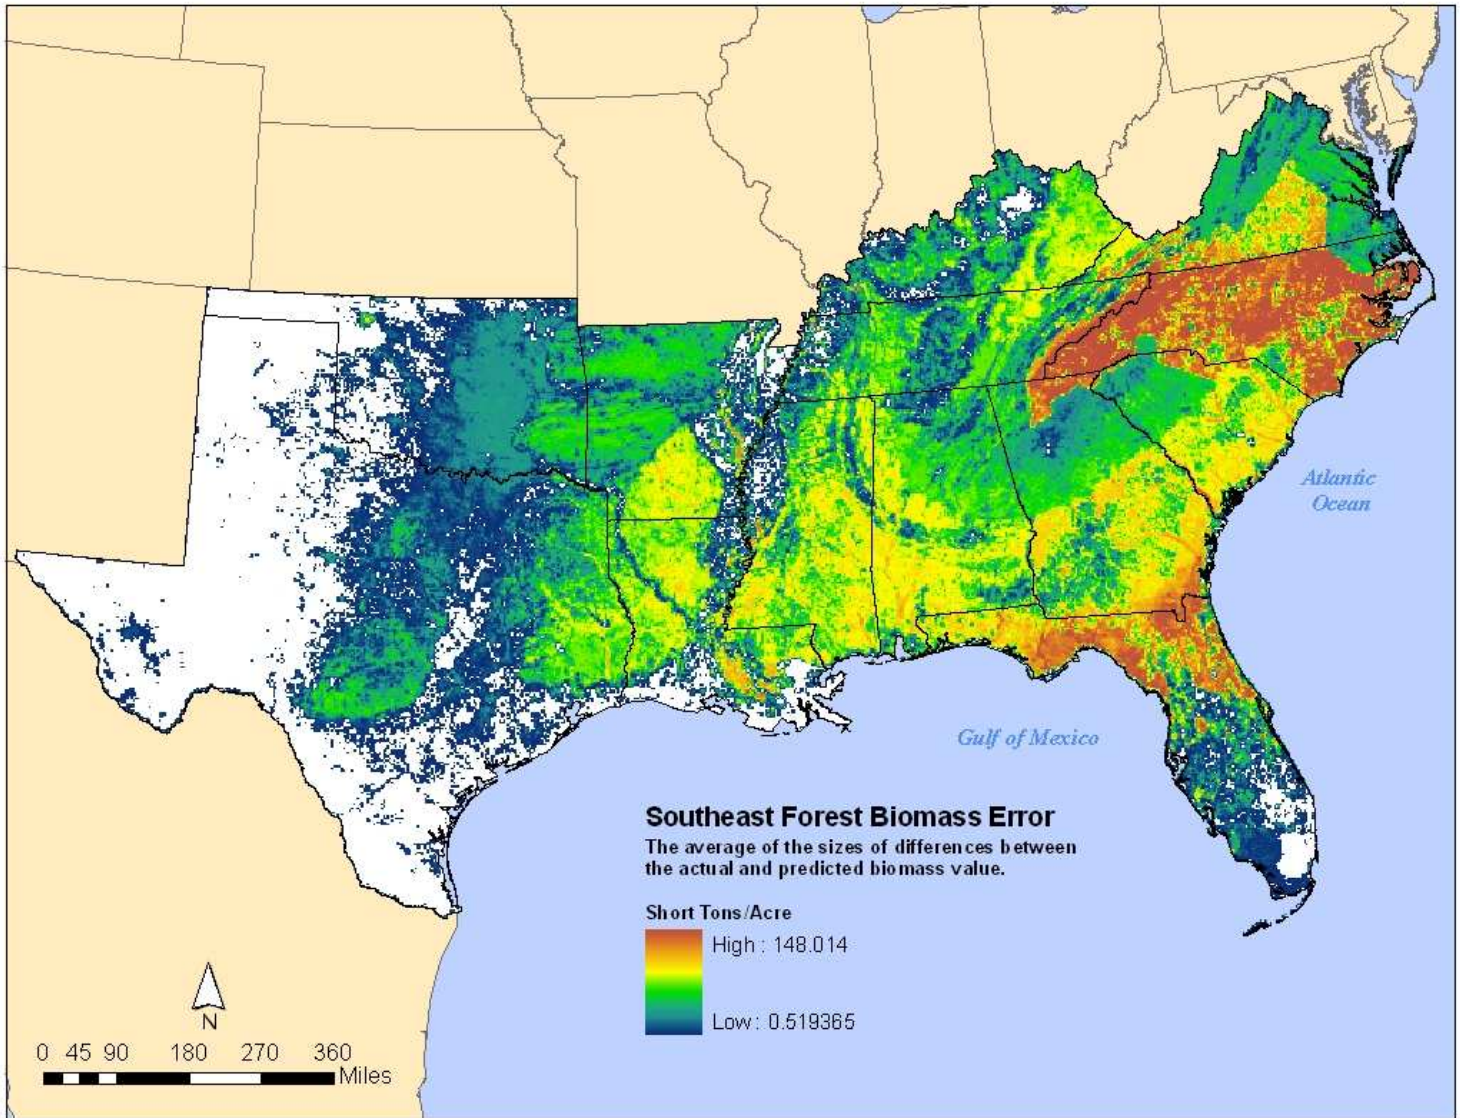 Atlantic
Ocean
Gulf of Mexico
Southeast Forest Biomass Error
The average of the sizes of differences between
the actual and predicted biomass value.
Short Tons/Acre
High : 148.014
Low : 0.519365
N
0 45 90 180 270 360
Miles